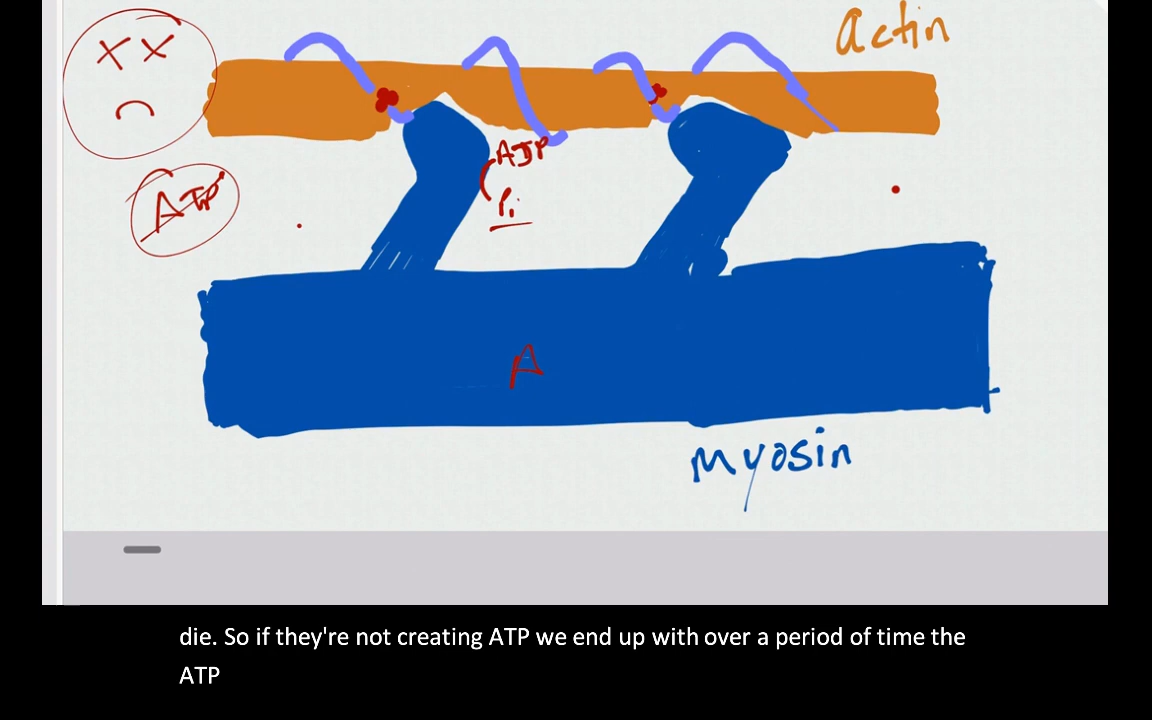 actin
ATP
ATP
Pi
A
myosin
die. So if they're not creating ATP we end up with over a period of time the
ATP